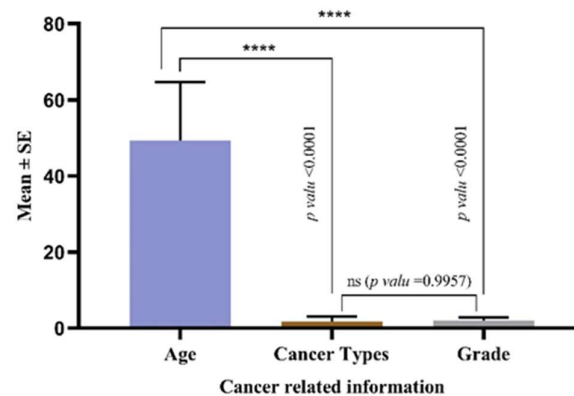 80
60
40
20
0
Mean ± SE
****
****
p valu <0.0001
p valu <0.0001
ns (p valu =0.9957)
Age Cancer Types Grade
Cancer related information